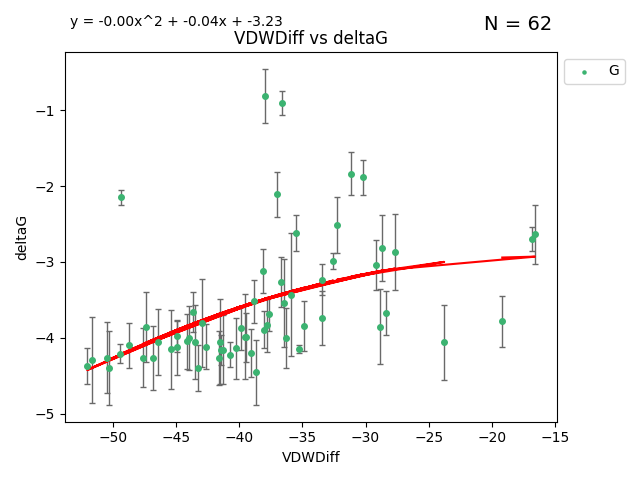 y = -0.00x^2 + -0.04x + -3.23
N = 62
VDWDiff vs deltaG
G
deltaG
−1
−2
−3
−4
−5
−50 −45 −40 −35 −30 −25 −20 −15
VDWDiff